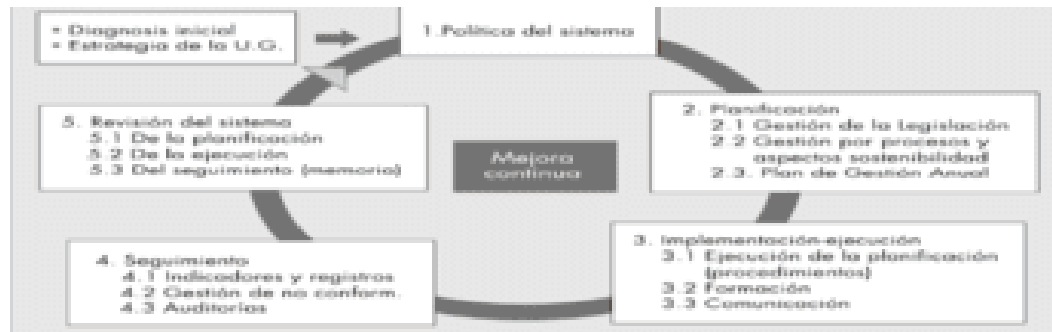 • Diagnosis inicial
• Estrategia de la U.G.
1.Política del sistema
2. Planificación
2.1 Gestión de la Legislación
2.2 Gestión por procesos y
aspectos sostenibilidad
2.3. Plan de Gestión Anual
3. Implementación-ejecución
3.1 Ejecución de la planificación
(procedimientos)
3.2 Formación
3.3 Comunicación
4. Seguimiento
4.1 Indicadores y registros
4.2 Gestión de no conform.
4.3 Auditorías
5. Revisión del sistema
5.1 De la planificación
5.2 De la ejecución
5.3 Del seguimiento (memoria)
Mejora
continua